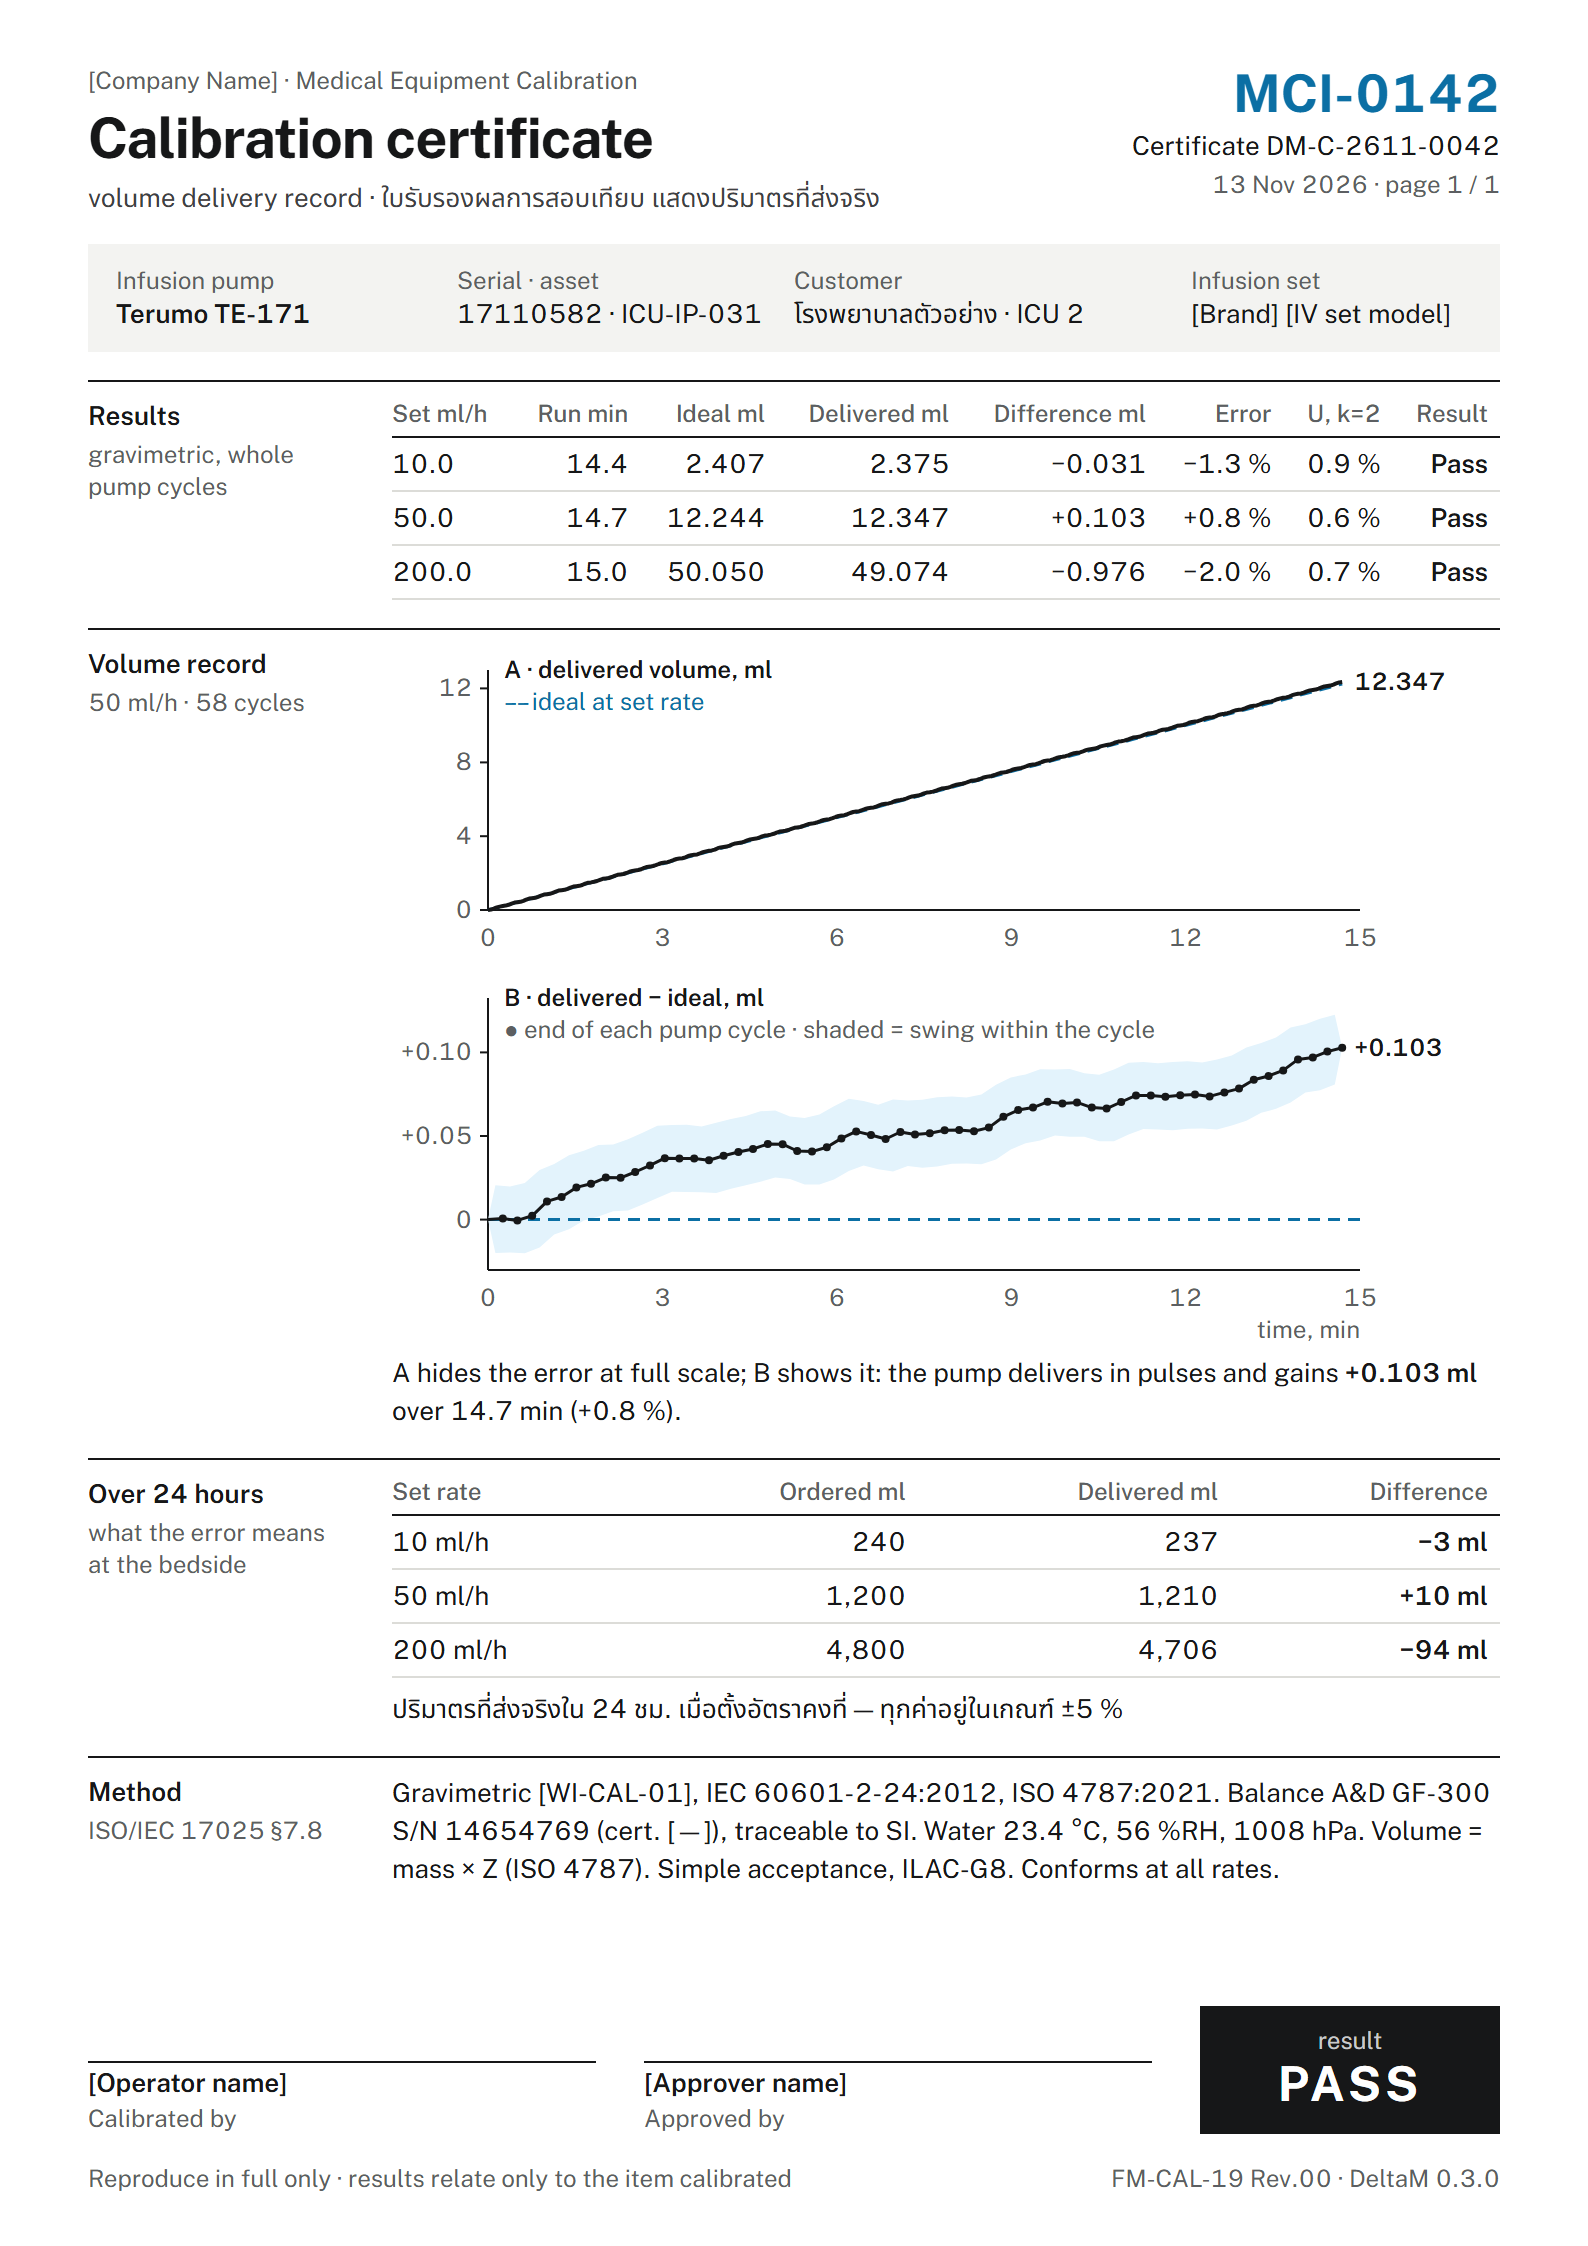 [Company Name] · Medical Equipment Calibration
Calibration certificate
volume delivery record · ใบรับรองผลการสอบเทียบ แสดงปริมาตรที่ส่งจริง
MCI-0142
Certificate DM-C-2611-0042
13 Nov 2026 · page 1 / 1
Infusion pump
Terumo TE-171
Serial · asset
17110582 · ICU-IP-031
Customer
โรงพยาบาลตัวอย่าง · ICU 2
Infusion set
[Brand] [IV set model]
Results
gravimetric, whole
pump cycles
Set ml/h Run min Ideal ml Delivered ml Difference ml Error U, k=2 Result
10.0 14.4 2.407 2.375 −0.031 −1.3 % 0.9 % Pass
50.0 14.7 12.244 12.347 +0.103 +0.8 % 0.6 % Pass
200.0 15.0 50.050 49.074 −0.976 −2.0 % 0.7 % Pass
Volume record
50 ml/h · 58 cycles
A · delivered volume, ml
-- ideal at set rate
12
8
4
0
12.347
0 3 6 9 12 15
B · delivered − ideal, ml
● end of each pump cycle · shaded = swing within the cycle
+0.10
+0.05
0
+0.103
0 3 6 9 12 15
time, min
A hides the error at full scale; B shows it: the pump delivers in pulses and gains +0.103 ml
over 14.7 min (+0.8 %).
Over 24 hours
what the error means
at the bedside
Set rate Ordered ml Delivered ml Difference
10 ml/h 240 237 −3 ml
50 ml/h 1,200 1,210 +10 ml
200 ml/h 4,800 4,706 −94 ml
ปริมาตรที่ส่งจริงใน 24 ชม. เมื่อตั้งอัตราคงที่ — ทุกค่าอยู่ในเกณฑ์ ±5 %
Method
ISO/IEC 17025 §7.8
Gravimetric [WI-CAL-01], IEC 60601-2-24:2012, ISO 4787:2021. Balance A&D GF-300
S/N 14654769 (cert. [ — ]), traceable to SI. Water 23.4 °C, 56 %RH, 1008 hPa. Volume =
mass × Z (ISO 4787). Simple acceptance, ILAC-G8. Conforms at all rates.
[Operator name]
Calibrated by
[Approver name]
Approved by
result
PASS
Reproduce in full only · results relate only to the item calibrated
FM-CAL-19 Rev.00 · DeltaM 0.3.0